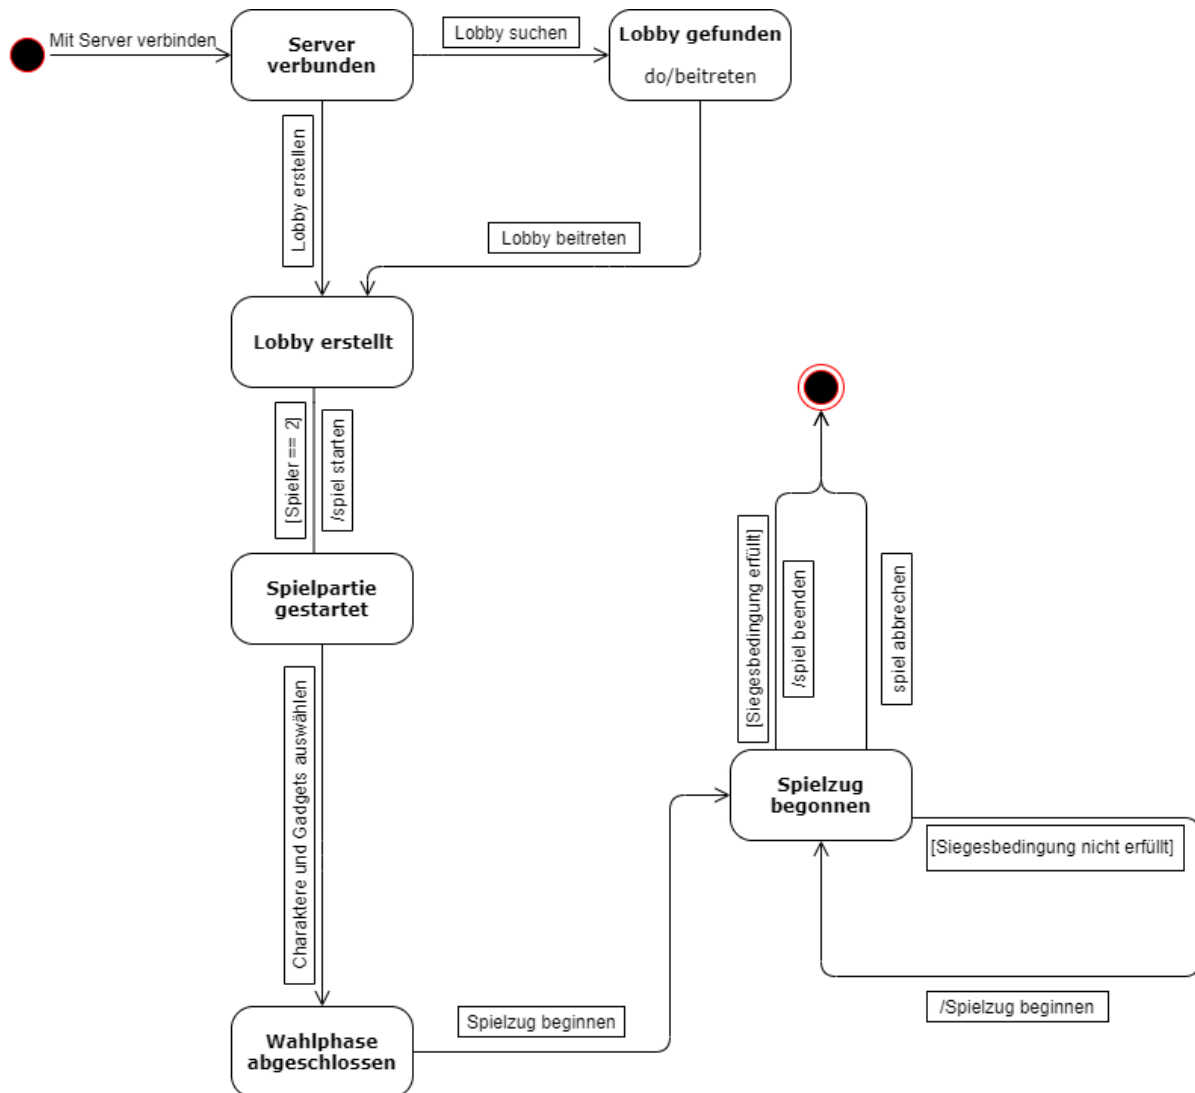 Mit Server verbinden
Server
verbunden
Lobby suchen
Lobby gefunden
do/beitreten
Lobby erstellen
Lobby beitreten
Lobby erstellt
[Spieler == 2]
/spiel starten
Spielpartie
gestartet
Charaktere und Gadgets auswählen
Wahlphase
abgeschlossen
Spielzug beginnen
[Siegesbedingung erfüllt]
/spiel beenden
spiel abbrechen
Spielzug
begonnen
[Siegesbedingung nicht erfüllt]
/Spielzug beginnen